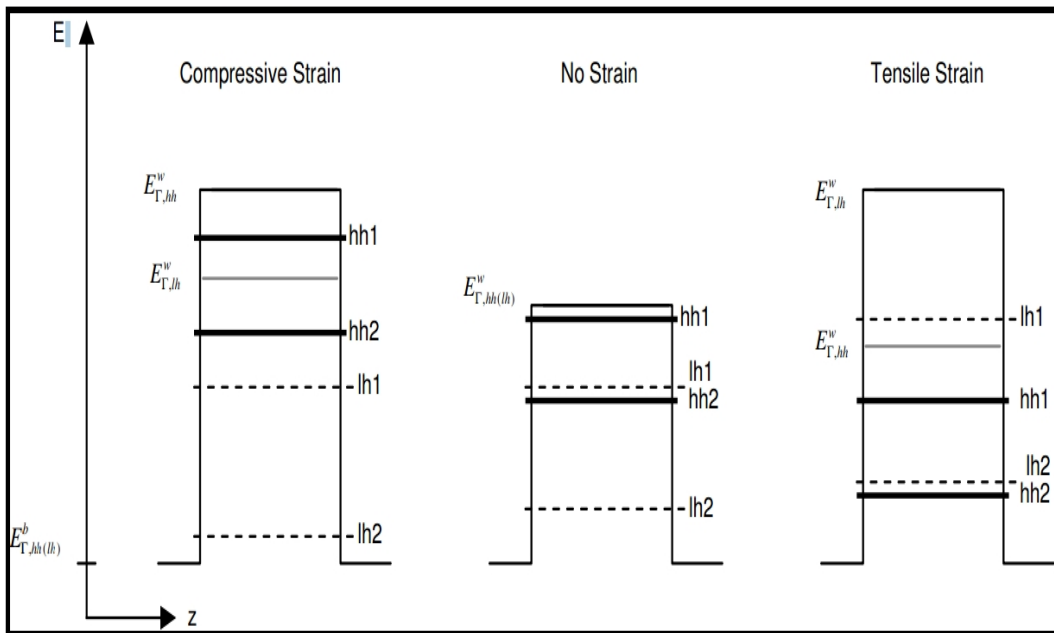 E
Compressive Strain
No Strain
Tensile Strain
E^w_Γ,hh
hh1
E^w_Γ,lh
hh2
lh1
lh2
E^b_Γ,hh(lh)
E^w_Γ,hh(lh)
hh1
lh1
hh2
lh2
E^w_Γ,lh
lh1
E^w_Γ,hh
hh1
lh2
hh2
z